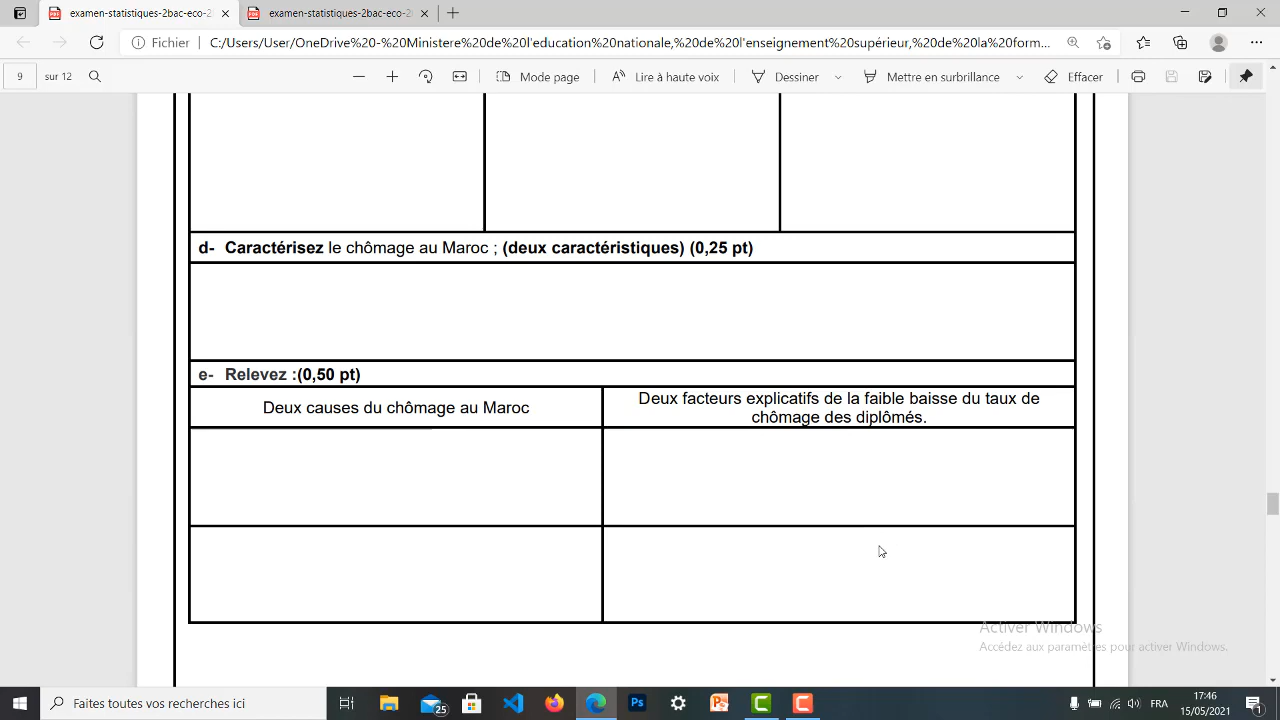 examen-statistiques-2bac-eco-2
examen-statistiques-2bac-eco-2
Fichier
C:/Users/User/OneDrive%20-%20Ministere%20de%20l'education%20nationale,%20de%20l'enseignement%20supérieur,%20de%20la%20form...
9 sur 12
Mode page
Lire à haute voix
Dessiner
Mettre en surbrillance
Effacer
d- Caractérisez le chômage au Maroc ; (deux caractéristiques) (0,25 pt)
e- Relevez :(0,50 pt)
Deux causes du chômage au Maroc
Deux facteurs explicatifs de la faible baisse du taux de
chômage des diplômés.
Activer Windows
Accédez aux paramètres pour activer Windows.
Faites toutes vos recherches ici
25
Ps
FRA
17:46
15/05/2021
1